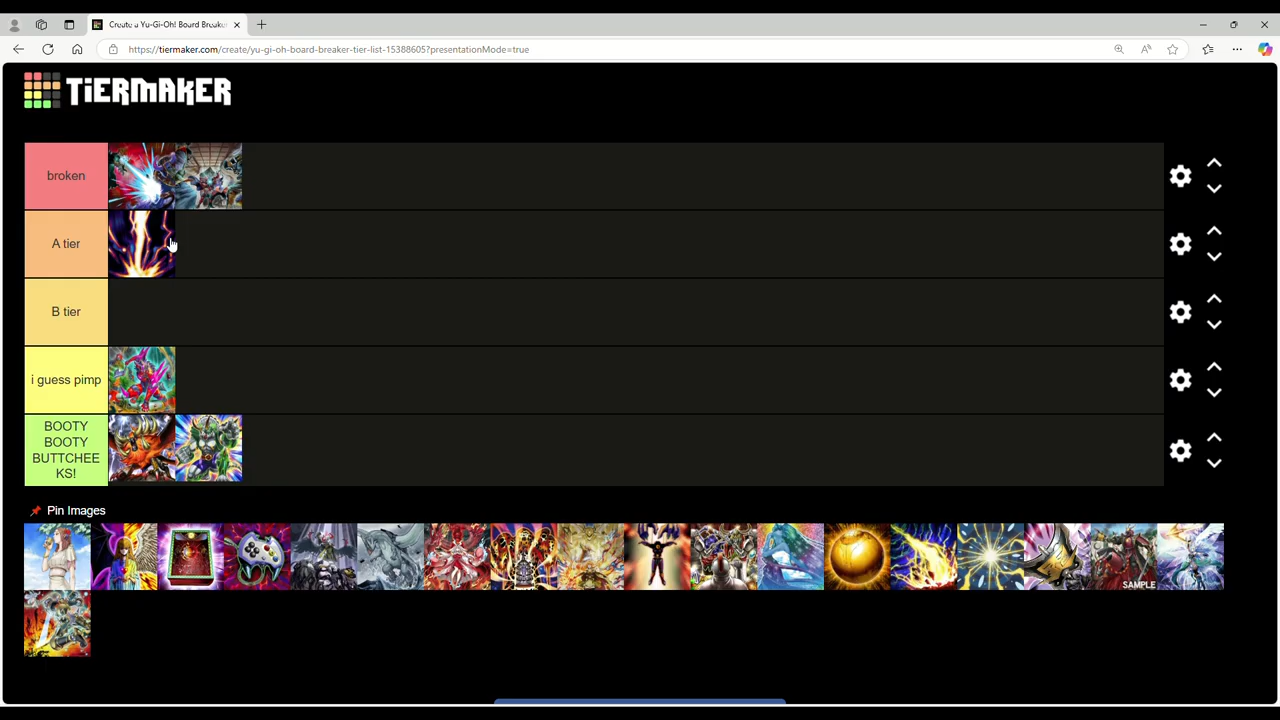 Create a Yu-Gi-Oh! Board Breake
https://tiermaker.com/create/yu-gi-oh-board-breaker-tier-list-15388605?presentationMode=true
TiERMAKER
broken
A tier
B tier
i guess pimp
BOOTY
BOOTY
BUTTCHEE
KS!
Pin Images
SAMPLE